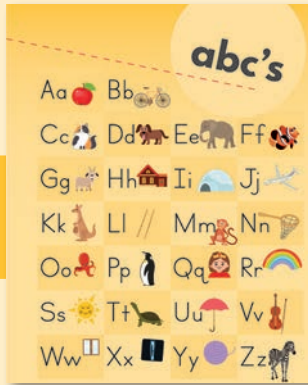 abc's
Aa Bb
Cc Dd Ee Ff
Gg Hh Ii Jj
Kk Ll Mm Nn
Oo Pp Qq Rr
Ss Tt Uu Vv
Ww Xx Yy Zz